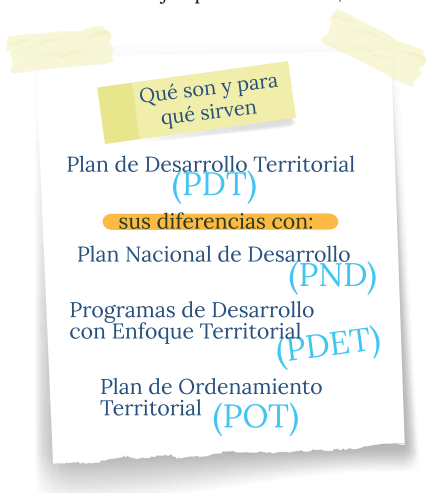 Qué son y para
qué sirven
Plan de Desarrollo Territorial
(PDT)
sus diferencias con:
Plan Nacional de Desarrollo
(PND)
Programas de Desarrollo
con Enfoque Territorial
(PDET)
Plan de Ordenamiento
Territorial (POT)